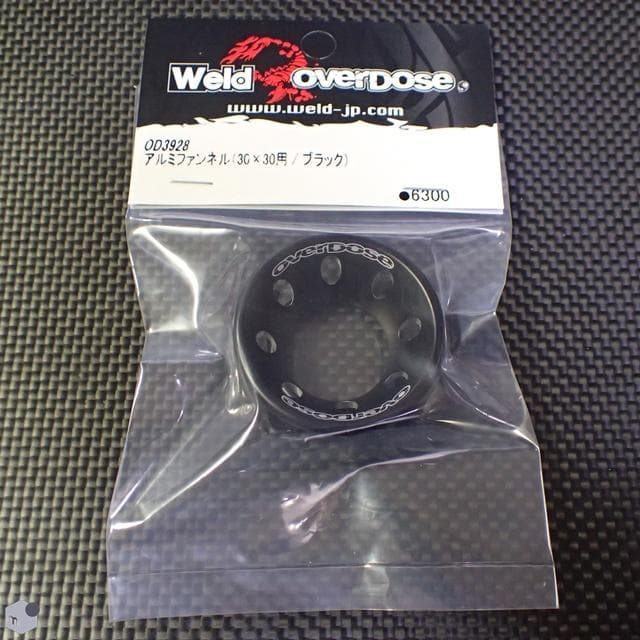 Weld OVERDOSE
www.weld-jp.com
OD3928
アルミファンネル(30×30用 / ブラック)
●6300
OVERDOSE
OVERDOSE